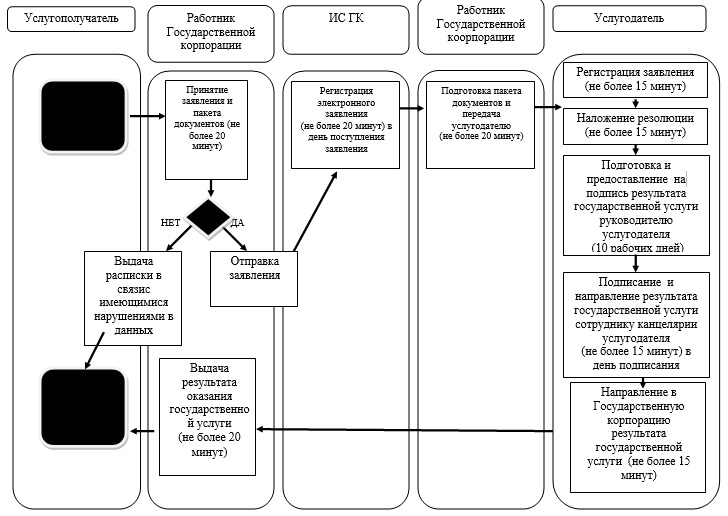 Услугополучатель
Работник
Государственной
корпорации
ИС ГК
Работник
Государственной
коорпорации
Услугодатель
Принятие
заявления и
пакета
документов (не
более 20
минут)
НЕТ
ДА
Выдача
расписки в
связис
имеющимися
нарушениями в
данных
Отправка
заявления
Регистрация
электронного
заявления
(не более 20 минут) в
день поступления
заявления
Подготовка пакета
документов и
передача
услугодателю
(не более 20 минут)
Регистрация заявления
(не более 15 минут)
Наложение резолюции
(не более 15 минут)
Подготовка и
предоставление на
подпись результата
государственной услуги
руководителю
услугодателя
(10 рабочих дней)
Подписание и
направление результата
государственной услуги
сотруднику канцелярии
услугодателя
(не более 15 минут) в
день подписания
Направление в
Государственную
корпорацию
результата
государственной
услуги (не более 15
минут)
Выдача
результата
оказания
государственно
й услуги
(не более 20
минут)